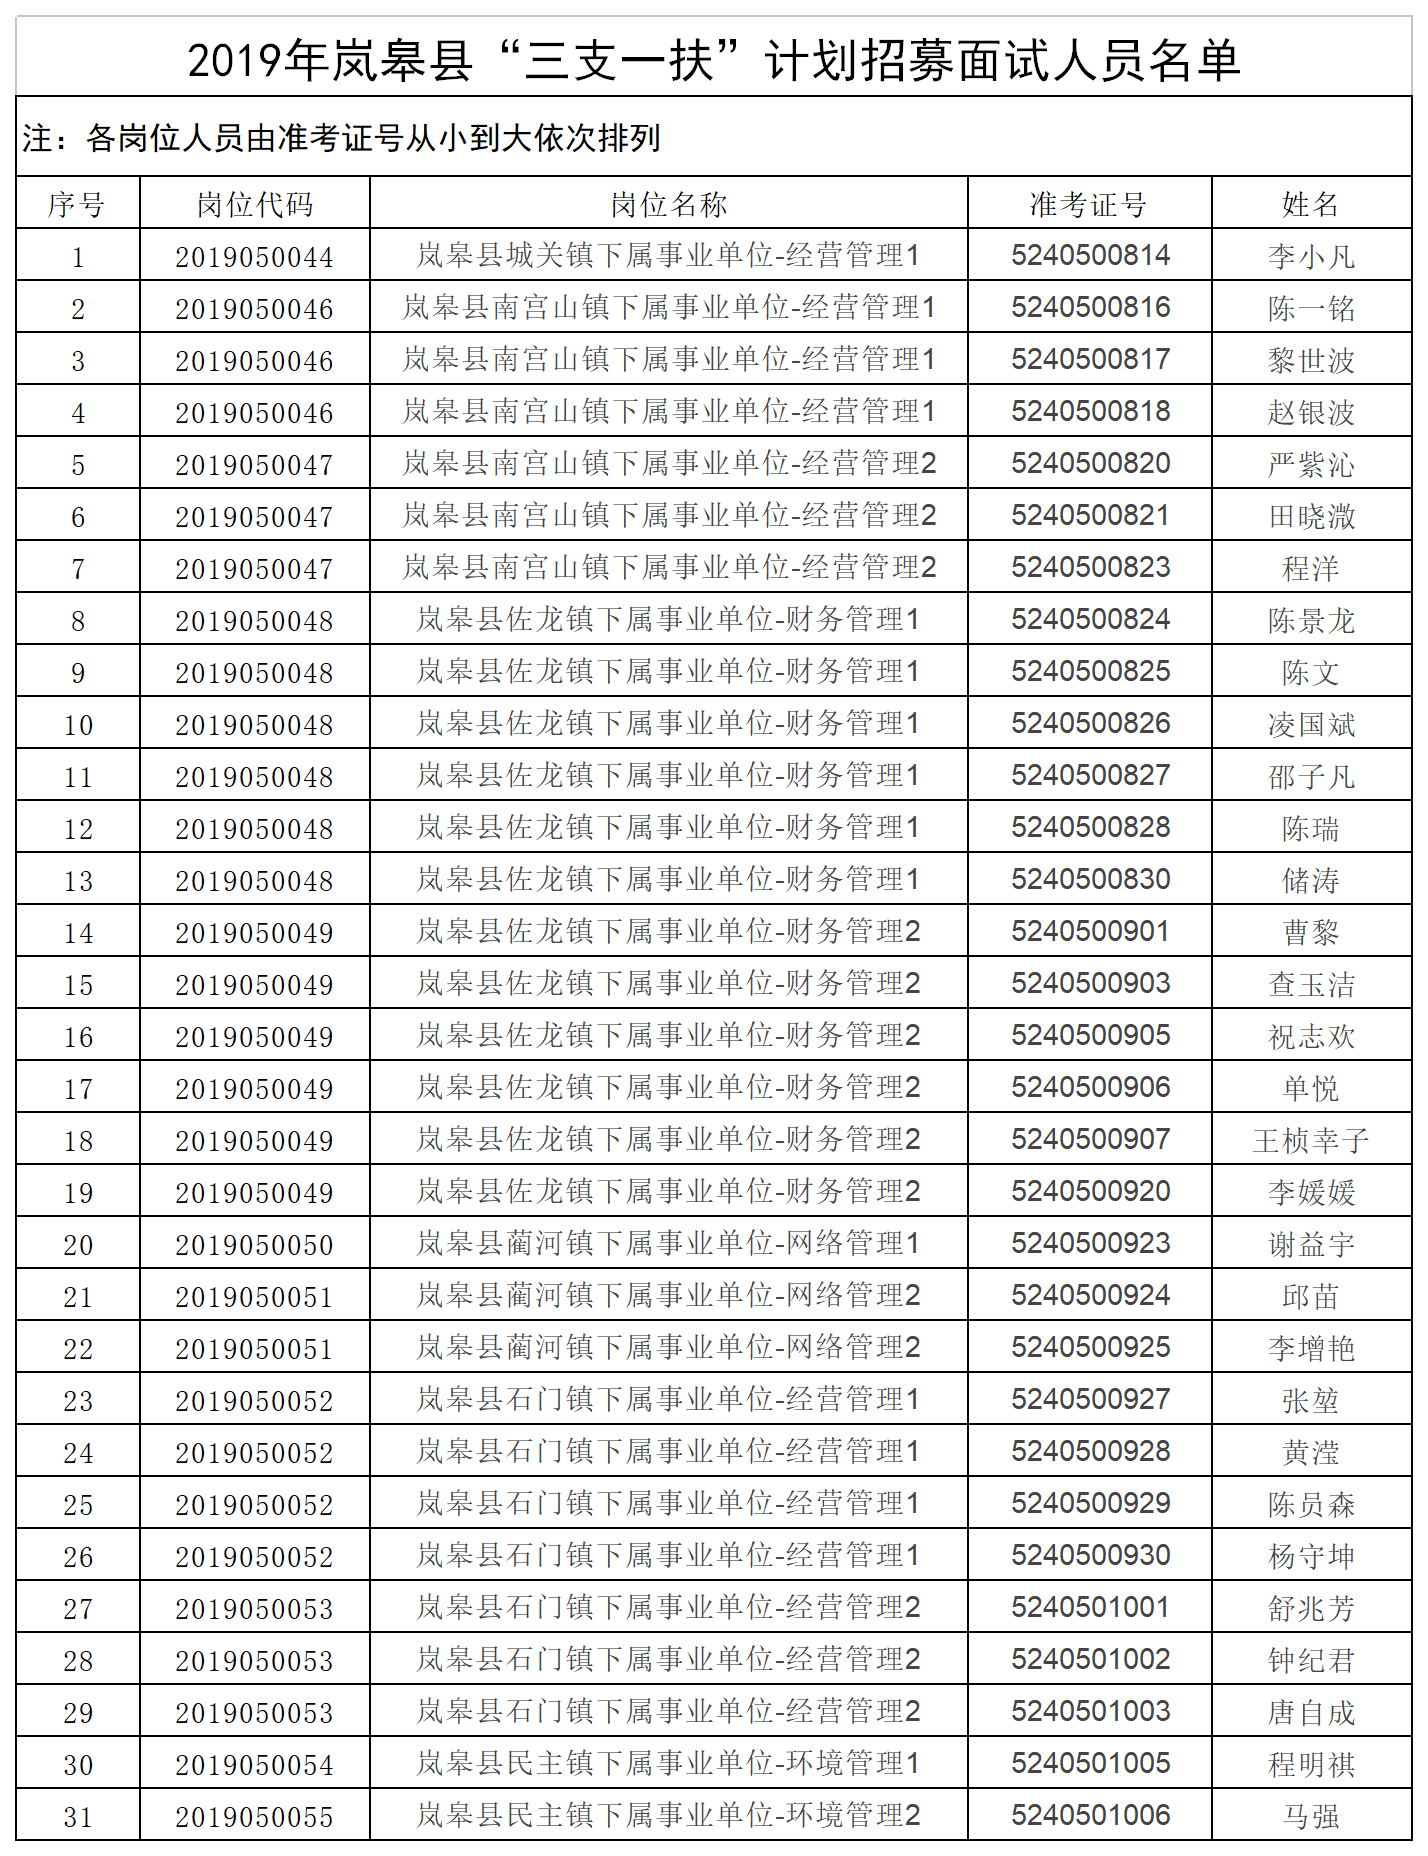 2019年岚皋县“三支一扶”计划招募面试人员名单
注：各岗位人员由准考证号从小到大依次排列
序号 岗位代码 岗位名称 准考证号 姓名
1 2019050044 岚皋县城关镇下属事业单位-经营管理1 5240500814 李小凡
2 2019050046 岚皋县南宫山镇下属事业单位-经营管理1 5240500816 陈一铭
3 2019050046 岚皋县南宫山镇下属事业单位-经营管理1 5240500817 黎世波
4 2019050046 岚皋县南宫山镇下属事业单位-经营管理1 5240500818 赵银波
5 2019050047 岚皋县南宫山镇下属事业单位-经营管理2 5240500820 严紫沁
6 2019050047 岚皋县南宫山镇下属事业单位-经营管理2 5240500821 田晓溦
7 2019050047 岚皋县南宫山镇下属事业单位-经营管理2 5240500823 程洋
8 2019050048 岚皋县佐龙镇下属事业单位-财务管理1 5240500824 陈景龙
9 2019050048 岚皋县佐龙镇下属事业单位-财务管理1 5240500825 陈文
10 2019050048 岚皋县佐龙镇下属事业单位-财务管理1 5240500826 凌国斌
11 2019050048 岚皋县佐龙镇下属事业单位-财务管理1 5240500827 邵子凡
12 2019050048 岚皋县佐龙镇下属事业单位-财务管理1 5240500828 陈瑞
13 2019050048 岚皋县佐龙镇下属事业单位-财务管理1 5240500830 储涛
14 2019050049 岚皋县佐龙镇下属事业单位-财务管理2 5240500901 曹黎
15 2019050049 岚皋县佐龙镇下属事业单位-财务管理2 5240500903 查玉洁
16 2019050049 岚皋县佐龙镇下属事业单位-财务管理2 5240500905 祝志欢
17 2019050049 岚皋县佐龙镇下属事业单位-财务管理2 5240500906 单悦
18 2019050049 岚皋县佐龙镇下属事业单位-财务管理2 5240500907 王桢幸子
19 2019050049 岚皋县佐龙镇下属事业单位-财务管理2 5240500920 李媛媛
20 2019050050 岚皋县蔺河镇下属事业单位-网络管理1 5240500923 谢益宇
21 2019050051 岚皋县蔺河镇下属事业单位-网络管理2 5240500924 邱苗
22 2019050051 岚皋县蔺河镇下属事业单位-网络管理2 5240500925 李增艳
23 2019050052 岚皋县石门镇下属事业单位-经营管理1 5240500927 张堃
24 2019050052 岚皋县石门镇下属事业单位-经营管理1 5240500928 黄滢
25 2019050052 岚皋县石门镇下属事业单位-经营管理1 5240500929 陈员森
26 2019050052 岚皋县石门镇下属事业单位-经营管理1 5240500930 杨守坤
27 2019050053 岚皋县石门镇下属事业单位-经营管理2 5240501001 舒兆芳
28 2019050053 岚皋县石门镇下属事业单位-经营管理2 5240501002 钟纪君
29 2019050053 岚皋县石门镇下属事业单位-经营管理2 5240501003 唐自成
30 2019050054 岚皋县民主镇下属事业单位-环境管理1 5240501005 程明祺
31 2019050055 岚皋县民主镇下属事业单位-环境管理2 5240501006 马强